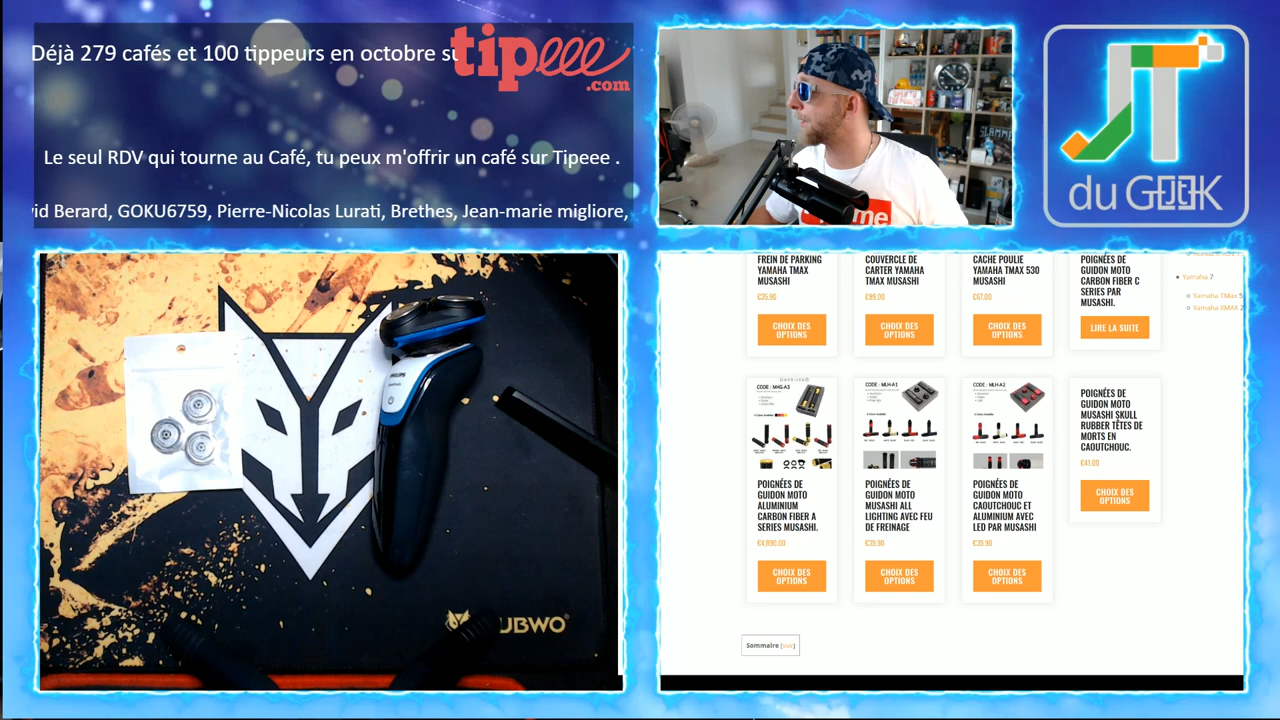 Déjà 279 cafés et 100 tippeurs en octobre su
tipeee
.com
Le seul RDV qui tourne au Café, tu peux m'offrir un café sur Tipeee .
vid Berard, GOKU6759, Pierre-Nicolas Lurati, Brethes, Jean-marie migliore,
du GEEK
PHILIPS
UBWO
FREIN DE PARKING
YAMAHA TMAX
MUSASHI
€35.90
CHOIX DES
OPTIONS
COUVERCLE DE
CARTER YAMAHA
TMAX MUSASHI
€99.00
CHOIX DES
OPTIONS
CACHE POULIE
YAMAHA TMAX 530
MUSASHI
€67.00
CHOIX DES
OPTIONS
POIGNÉES DE
GUIDON MOTO
CARBON FIBER C
SERIES PAR
MUSASHI.
LIRE LA SUITE
Yamaha 7
Yamaha TMax 5
Yamaha XMAX 2
CODE : MHG-A3
POIGNÉES DE
GUIDON MOTO
ALUMINIUM
CARBON FIBER A
SERIES MUSASHI.
€4,890.00
CHOIX DES
OPTIONS
CODE : MLH-A1
POIGNÉES DE
GUIDON MOTO
MUSASHI ALL
LIGHTING AVEC FEU
DE FREINAGE
€39.90
CHOIX DES
OPTIONS
CODE : MLH-A2
POIGNÉES DE
GUIDON MOTO
CAOUTCHOUC ET
ALUMINIUM AVEC
LED PAR MUSASHI
€39.90
CHOIX DES
OPTIONS
POIGNÉES DE
GUIDON MOTO
MUSASHI SKULL
RUBBER TÊTES DE
MORTS EN
CAOUTCHOUC.
€41.00
CHOIX DES
OPTIONS
Sommaire [voir]